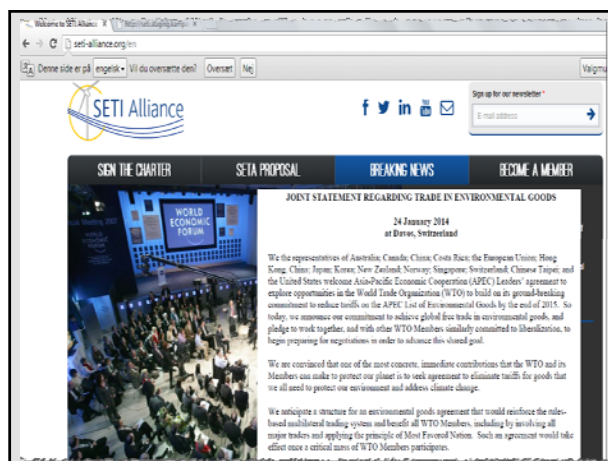 Welcome to SETI Alliance
seti-alliance.org/en
Denne side er på engelsk Vil du oversætte den? Oversæt Nej
Valgmu
SETI Alliance
f in You
Sign up for our newsletter *
E-mail address
SIGN THE CHARTER SETA PROPOSAL BREAKING NEWS BECOME A MEMBER
WORLD
ECONOMIC
FORUM
JOINT STATEMENT REGARDING TRADE IN ENVIRONMENTAL GOODS
24 January 2014
at Davos, Switzerland
We the representatives of Australia; Canada; China; Costa Rica; the European Union; Hong
Kong, China; Japan; Korea; New Zealand; Norway; Singapore; Switzerland; Chinese Taipei; and
the United States welcome Asia-Pacific Economic Cooperation (APEC) Leaders' agreement to
explore opportunities in the World Trade Organization (WTO) to build on its ground-breaking
commitment to reduce tariffs on the APEC List of Environmental Goods by the end of 2015. So
today, we announce our commitment to achieve global free trade in environmental goods, and
pledge to work together, and with other WTO Members similarly committed to liberalization, to
begin preparing for negotiations in order to advance this shared goal.
We are convinced that one of the most concrete, immediate contributions that the WTO and its
Members can make to protect our planet is to seek agreement to eliminate tariffs for goods that
we all need to protect our environment and address climate change.
We anticipate a structure for an environmental goods agreement that would reinforce the rules-
based multilateral trading system and benefit all WTO Members, including by involving all
major traders and applying the principle of Most Favored Nation. Such an agreement would take
effect once a critical mass of WTO Members participates.